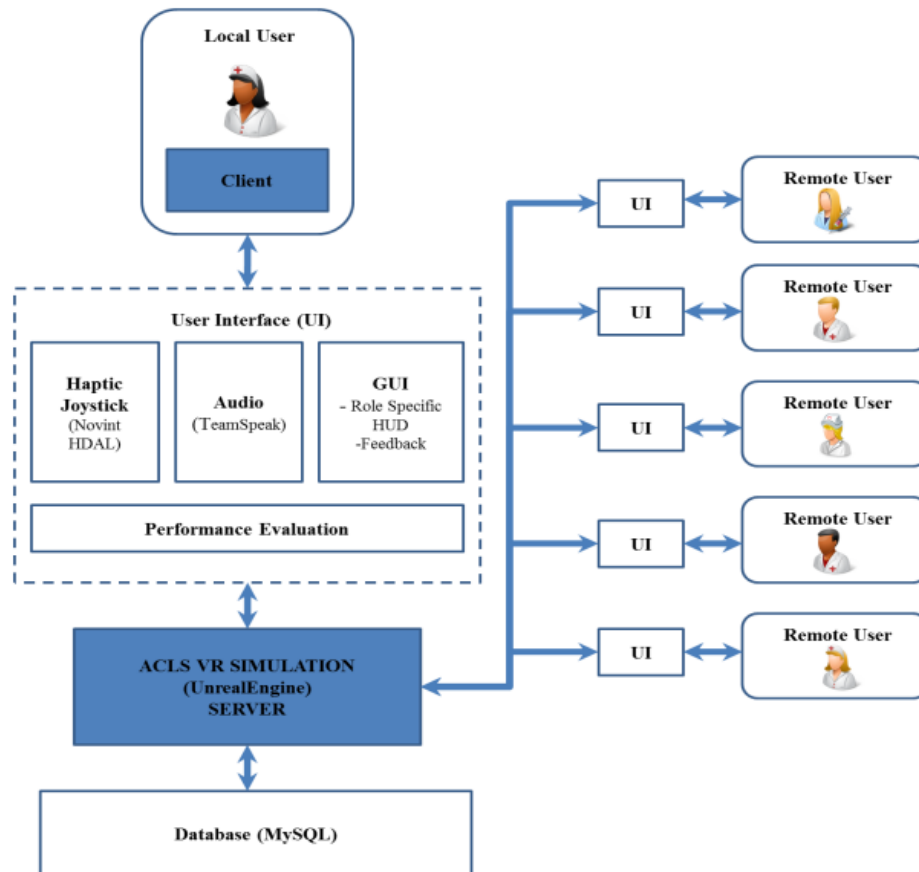 Local User
Client
User Interface (UI)
Haptic
Joystick
(Novint
HDAL)
Audio
(TeamSpeak)
GUI
- Role Specific
HUD
-Feedback
Performance Evaluation
ACLS VR SIMULATION
(UnrealEngine)
SERVER
Database (MySQL)
UI
Remote User
UI
Remote User
UI
Remote User
UI
Remote User
UI
Remote User